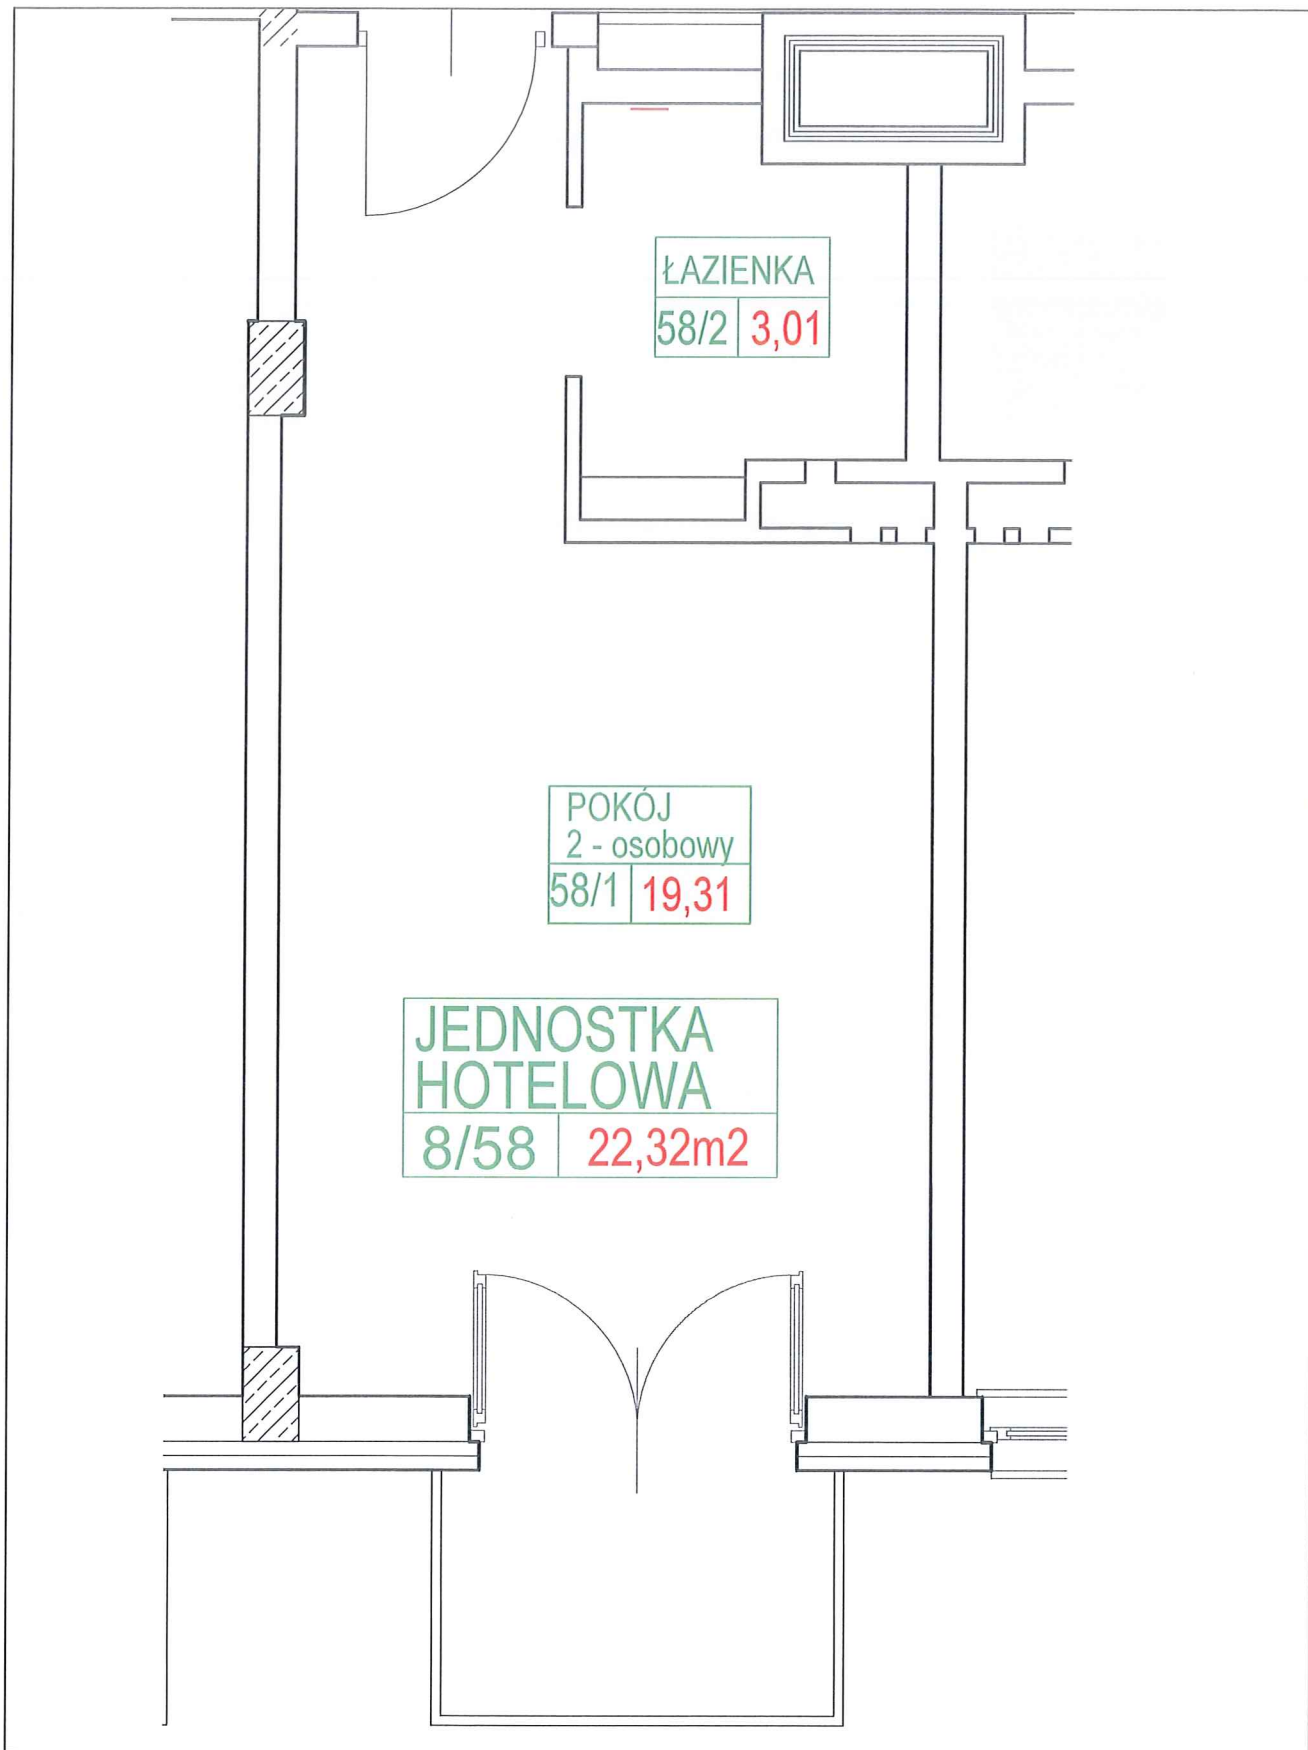 ŁAZIENKA
58/2 3,01
POKÓJ
2 - osobowy
58/1 19,31
JEDNOSTKA
HOTELOWA
8/58 22,32m2